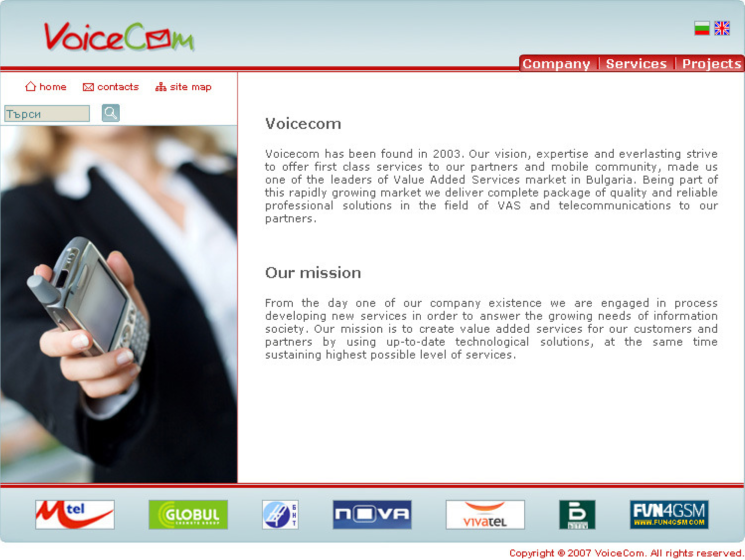 VoiceCom
Company Services Projects
home contacts site map
Търси
Voicecom
Voicecom has been found in 2003. Our vision, expertise and everlasting strive
to offer first class services to our partners and mobile community, made us
one of the leaders of Value Added Services market in Bulgaria. Being part of
this rapidly growing market we deliver complete package of quality and reliable
professional solutions in the field of VAS and telecommunications to our
partners.
Our mission
From the day one of our company existence we are engaged in process
developing new services in order to answer the growing needs of information
society. Our mission is to create value added services for our customers and
partners by using up-to-date technological solutions, at the same time
sustaining highest possible level of services.
Mtel
GLOBUL
БНТ
NOVA
VIVATEL
FUN4GSM
WWW.FUN4GSM.COM
Copyright © 2007 VoiceCom. All rights reserved.